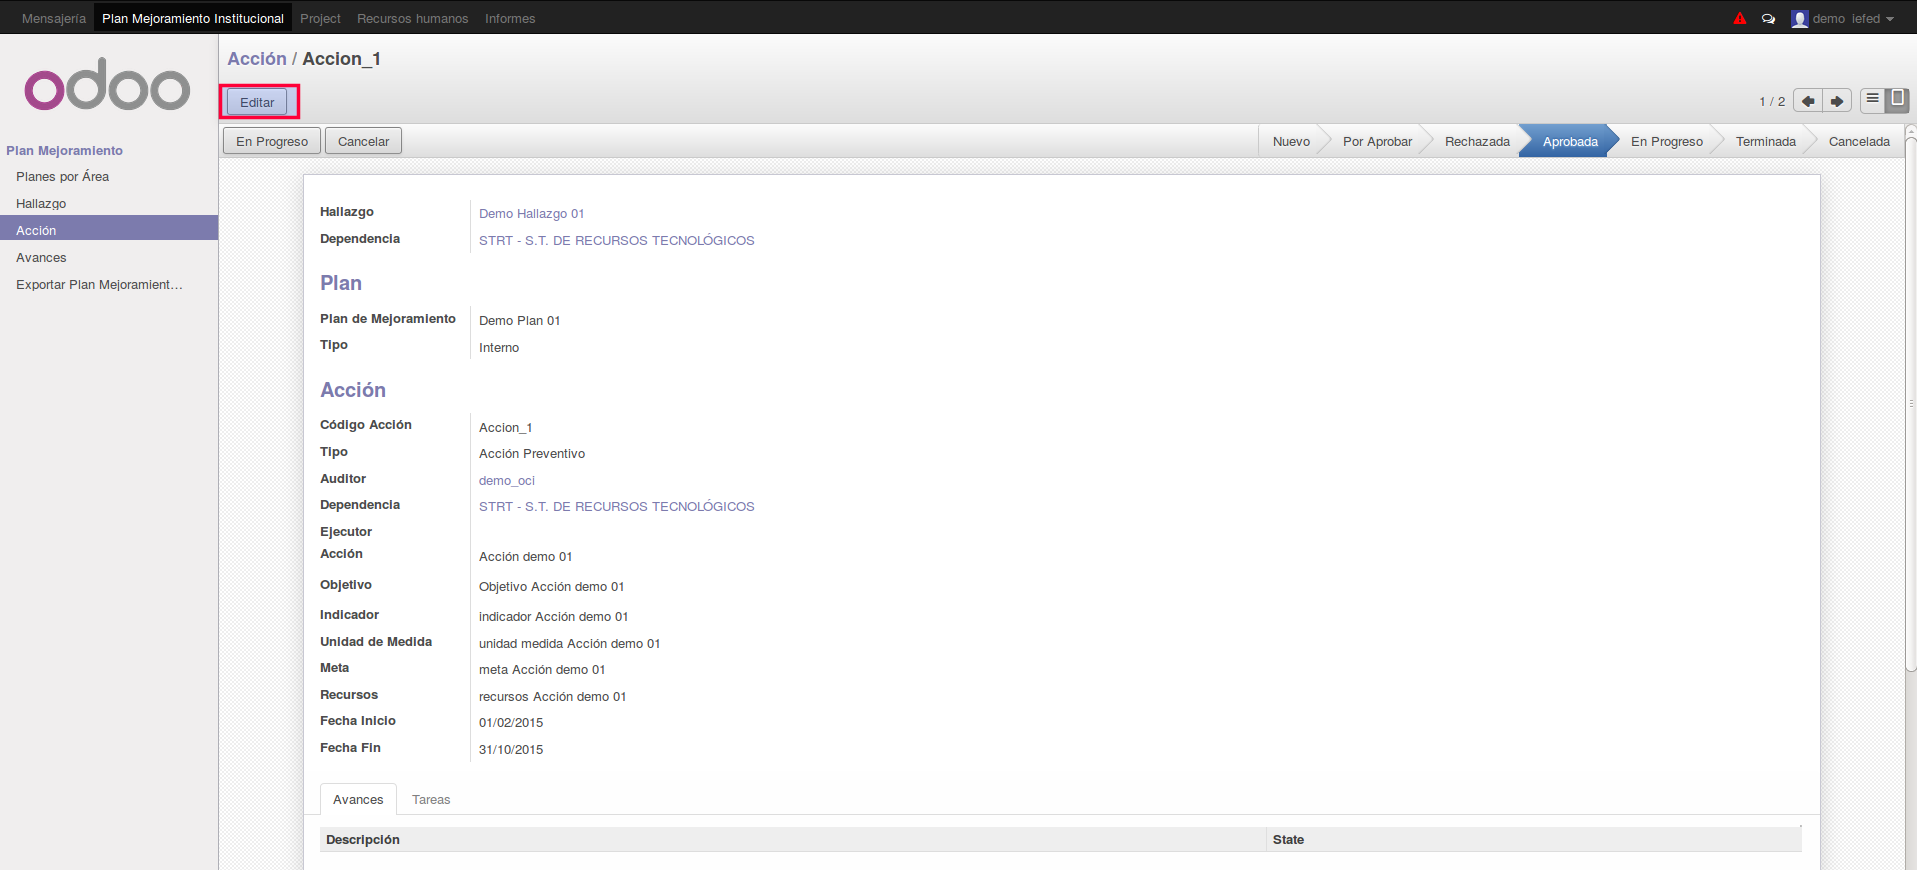 Mensajería Plan Mejoramiento Institucional Project Recursos humanos Informes demo iefed
odoo
Acción / Accion_1
Editar
1 / 2
En Progreso Cancelar Nuevo Por Aprobar Rechazada Aprobada En Progreso Terminada Cancelada
Plan Mejoramiento
Planes por Área
Hallazgo
Acción
Avances
Exportar Plan Mejoramient...
Hallazgo Demo Hallazgo 01
Dependencia STRT - S.T. DE RECURSOS TECNOLÓGICOS
Plan
Plan de Mejoramiento Demo Plan 01
Tipo Interno
Acción
Código Acción Accion_1
Tipo Acción Preventivo
Auditor demo_oci
Dependencia STRT - S.T. DE RECURSOS TECNOLÓGICOS
Ejecutor
Acción Acción demo 01
Objetivo Objetivo Acción demo 01
Indicador indicador Acción demo 01
Unidad de Medida unidad medida Acción demo 01
Meta meta Acción demo 01
Recursos recursos Acción demo 01
Fecha Inicio 01/02/2015
Fecha Fin 31/10/2015
Avances Tareas
Descripción State